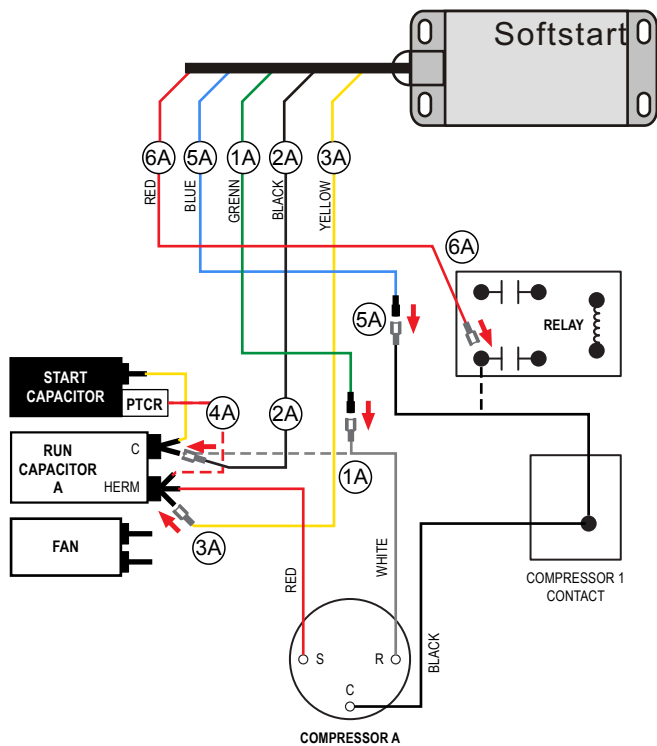 Softstart
6A
5A
1A
2A
3A
RED
BLUE
GRENN
BLACK
YELLOW
6A
5A
RELAY
START
CAPACITOR
PTCR
4A
2A
RUN
CAPACITOR
A
C
HERM
1A
3A
FAN
RED
WHITE
BLACK
COMPRESSOR 1
CONTACT
S
R
C
COMPRESSOR A